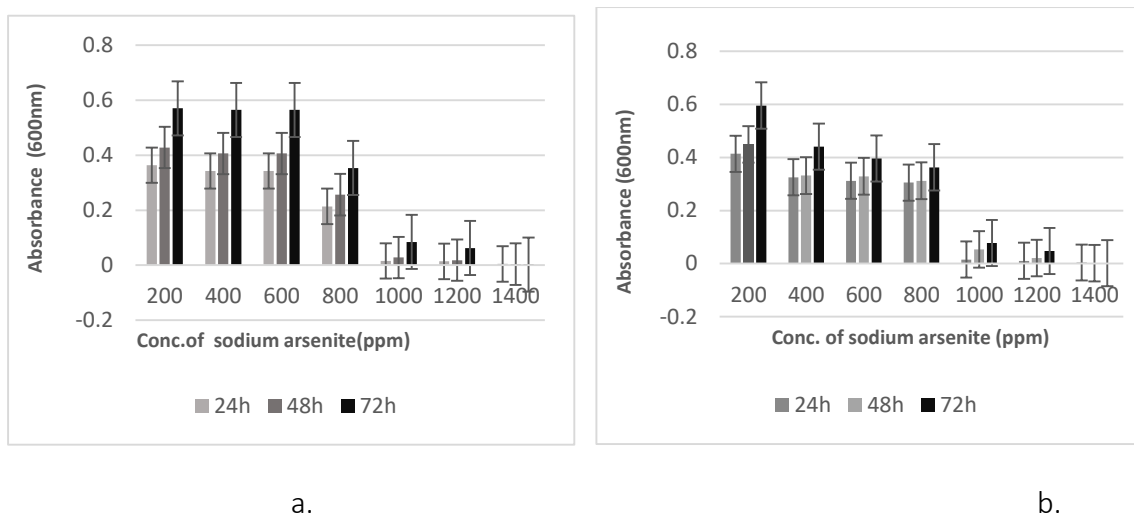 0.8
0.6
0.4
0.2
0
-0.2
Absorbance (600nm)
200 400 600 800 1000 1200 1400
Conc.of sodium arsenite(ppm)
24h 48h 72h
a.
0.8
0.6
0.4
0.2
0
-0.2
Absorbance (600nm)
200 400 600 800 1000 1200 1400
Conc. of sodium arsenite (ppm)
24h 48h 72h
b.